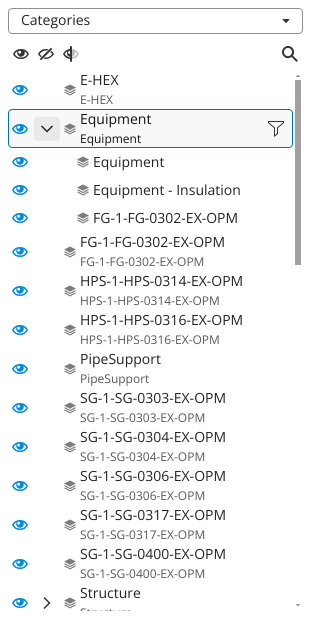 Categories
E-HEX
E-HEX
Equipment
Equipment
Equipment
Equipment - Insulation
FG-1-FG-0302-EX-OPM
FG-1-FG-0302-EX-OPM
FG-1-FG-0302-EX-OPM
HPS-1-HPS-0314-EX-OPM
HPS-1-HPS-0314-EX-OPM
HPS-1-HPS-0316-EX-OPM
HPS-1-HPS-0316-EX-OPM
PipeSupport
PipeSupport
SG-1-SG-0303-EX-OPM
SG-1-SG-0303-EX-OPM
SG-1-SG-0304-EX-OPM
SG-1-SG-0304-EX-OPM
SG-1-SG-0306-EX-OPM
SG-1-SG-0306-EX-OPM
SG-1-SG-0317-EX-OPM
SG-1-SG-0317-EX-OPM
SG-1-SG-0400-EX-OPM
SG-1-SG-0400-EX-OPM
Structure
Structure